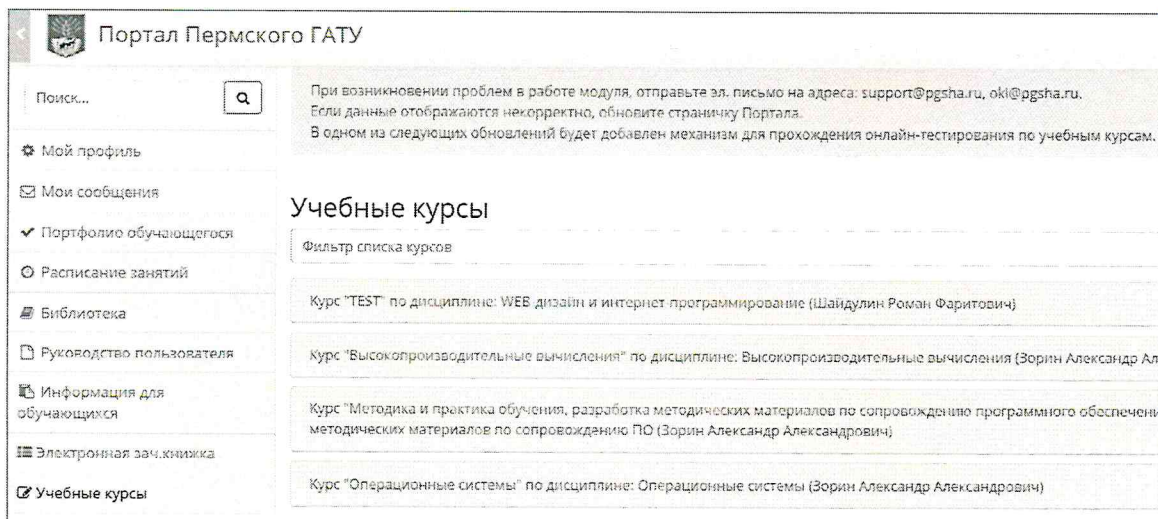 Портал Пермского ГАТУ
Поиск...
Мой профиль
Мои сообщения
Портфолио обучающегося
Расписание занятий
Библиотека
Руководство пользователя
Информация для
обучающихся
Электронная зач.книжка
Учебные курсы
При возникновении проблем в работе модуля, отправьте эл. письмо на адреса: support@pgsha.ru, oki@pgsha.ru.
Если данные отображаются некорректно, обновите страничку Портала.
В одном из следующих обновлений будет добавлен механизм для прохождения онлайн-тестирования по учебным курсам.
Учебные курсы
Фильтр списка курсов
Курс "TEST" по дисциплине: WEB-дизайн и интернет-программирование (Шайдулин Роман Фаритович)
Курс "Высокопроизводительные вычисления" по дисциплине: Высокопроизводительные вычисления (Зорин Александр Ал
Курс "Методика и практика обучения, разработка методических материалов по сопровождению программного обеспечени
методических материалов по сопровождению ПО (Зорин Александр Александрович)
Курс "Операционные системы" по дисциплине: Операционные системы (Зорин Александр Александрович)